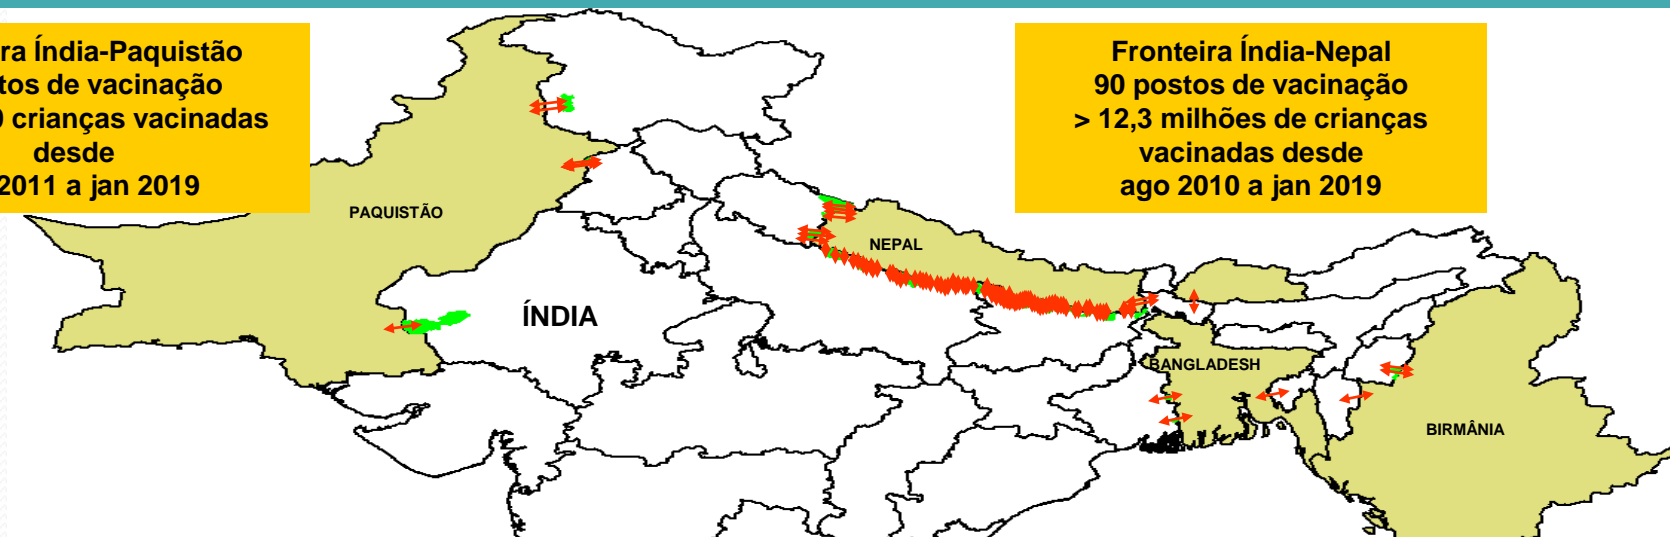 ra Índia-Paquistão
tos de vacinação
0 crianças vacinadas
desde
2011 a jan 2019
Fronteira Índia-Nepal
90 postos de vacinação
> 12,3 milhões de crianças
vacinadas desde
ago 2010 a jan 2019
PAQUISTÃO
NEPAL
ÍNDIA
BANGLADESH
BIRMÂNIA